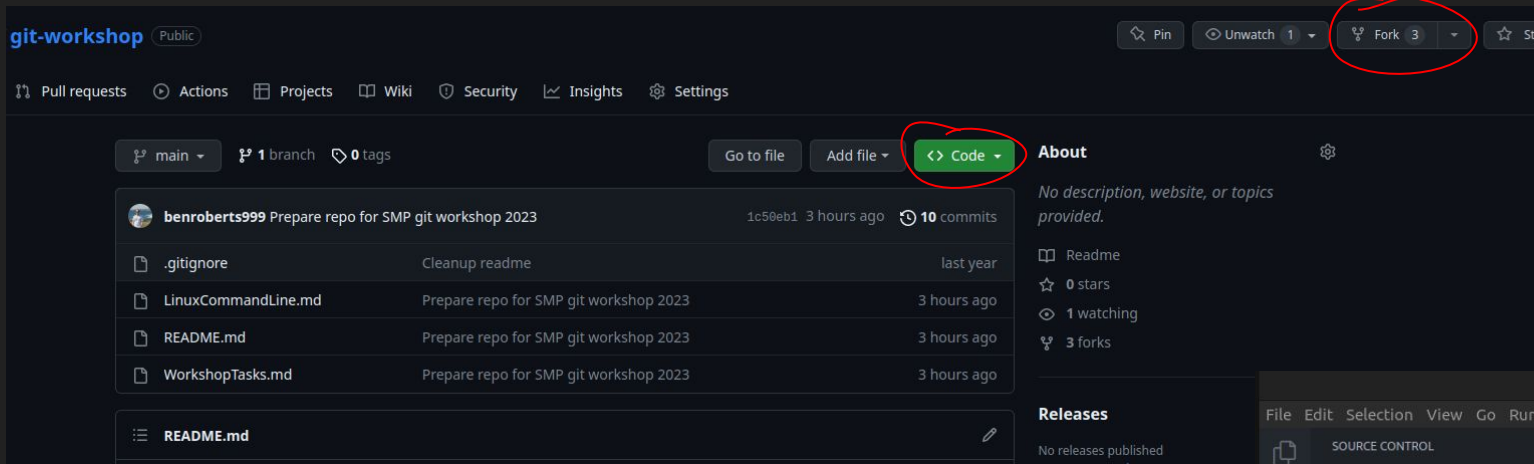 git-workshop Public Pin Unwatch 1 Fork 3
Pull requests Actions Projects Wiki Security Insights Settings
main 1 branch 0 tags Go to file Add file <> Code
benroberts999 Prepare repo for SMP git workshop 2023 1c50eb1 3 hours ago 10 commits
.gitignore Cleanup readme last year
LinuxCommandLine.md Prepare repo for SMP git workshop 2023 3 hours ago
README.md Prepare repo for SMP git workshop 2023 3 hours ago
WorkshopTasks.md Prepare repo for SMP git workshop 2023 3 hours ago
README.md
About
No description, website, or topics
provided.
Readme
0 stars
1 watching
3 forks
Releases
No releases published
File Edit Selection View Go Run
SOURCE CONTROL